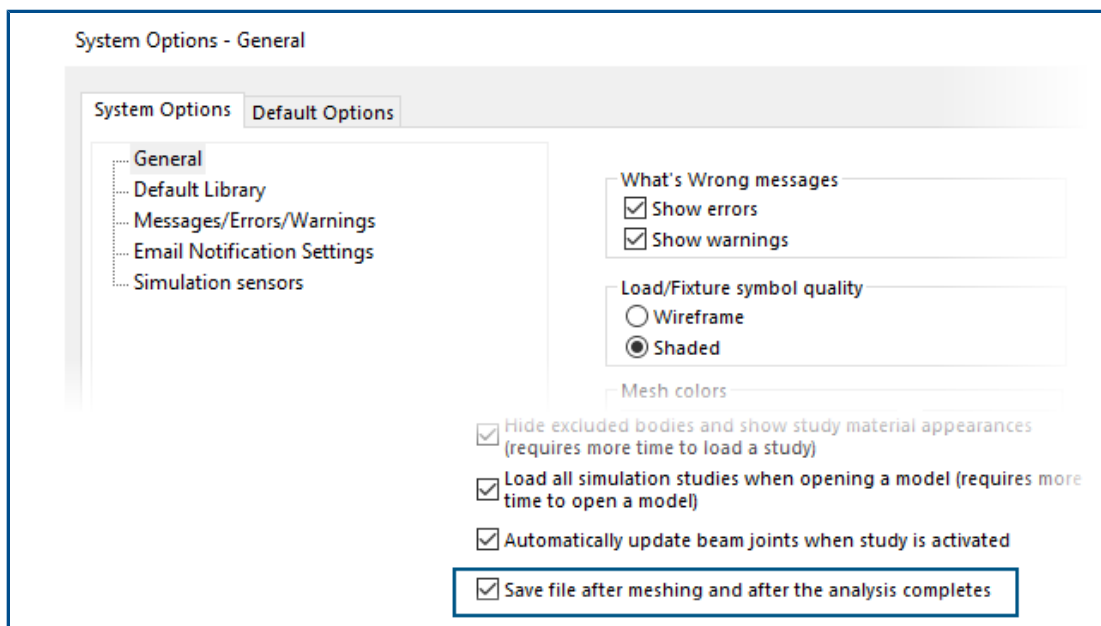 System Options - General
System Options
Default Options
General
Default Library
Messages/Errors/Warnings
Email Notification Settings
Simulation sensors
What's Wrong messages
Show errors
Show warnings
Load/Fixture symbol quality
Wireframe
Shaded
Mesh colors
Hide excluded bodies and show study material appearances
(requires more time to load a study)
Load all simulation studies when opening a model (requires more
time to open a model)
Automatically update beam joints when study is activated
Save file after meshing and after the analysis completes